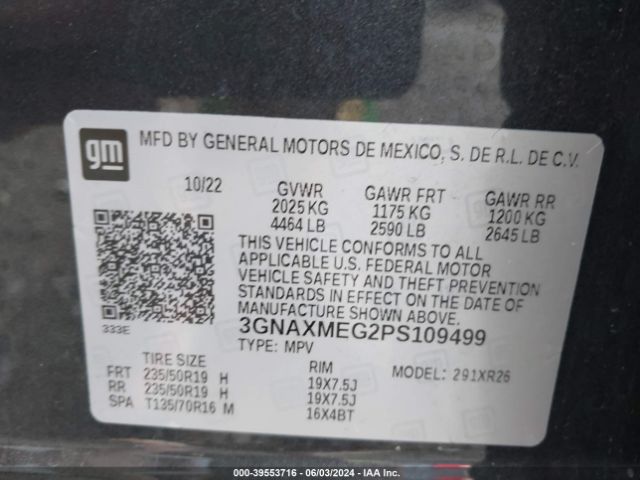 gm
MFD BY GENERAL MOTORS DE MEXICO, S. DE R.L. DE C.V.
10/22
GVWR
2025 KG
4464 LB
GAWR FRT
1175 KG
2590 LB
GAWR RR
1200 KG
2645 LB
THIS VEHICLE CONFORMS TO ALL
APPLICABLE U.S. FEDERAL MOTOR
VEHICLE SAFETY AND THEFT PREVENTION
STANDARDS IN EFFECT ON THE DATE OF
MANUFACTURE SHOWN ABOVE.
333E
3GNAXMEG2PS109499
TYPE: MPV
MODEL: 291XR26
TIRE SIZE
FRT 235/50R19 H
RR 235/50R19 H
SPA T135/70R16 M
RIM
19X7.5J
19X7.5J
16X4BT
000-39553716 - 06/03/2024 - IAA Inc.